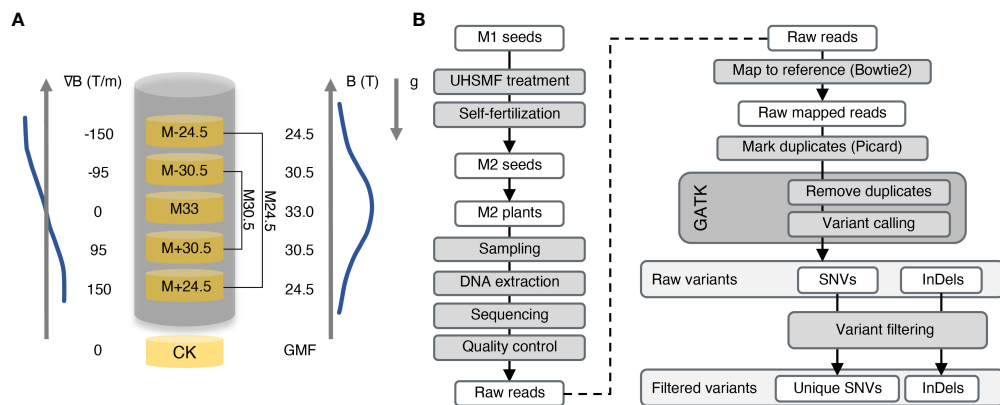 A
∇B (T/m)
B (T)
g
-150
M-24.5
24.5
-95
M-30.5
30.5
0
M33
33.0
95
M+30.5
30.5
150
M+24.5
24.5
M30.5
M24.5
0
CK
GMF
B
M1 seeds
UHSMF treatment
Self-fertilization
M2 seeds
M2 plants
Sampling
DNA extraction
Sequencing
Quality control
Raw reads
Raw reads
Map to reference (Bowtie2)
Raw mapped reads
Mark duplicates (Picard)
GATK
Remove duplicates
Variant calling
Raw variants
SNVs
InDels
Variant filtering
Filtered variants
Unique SNVs
InDels